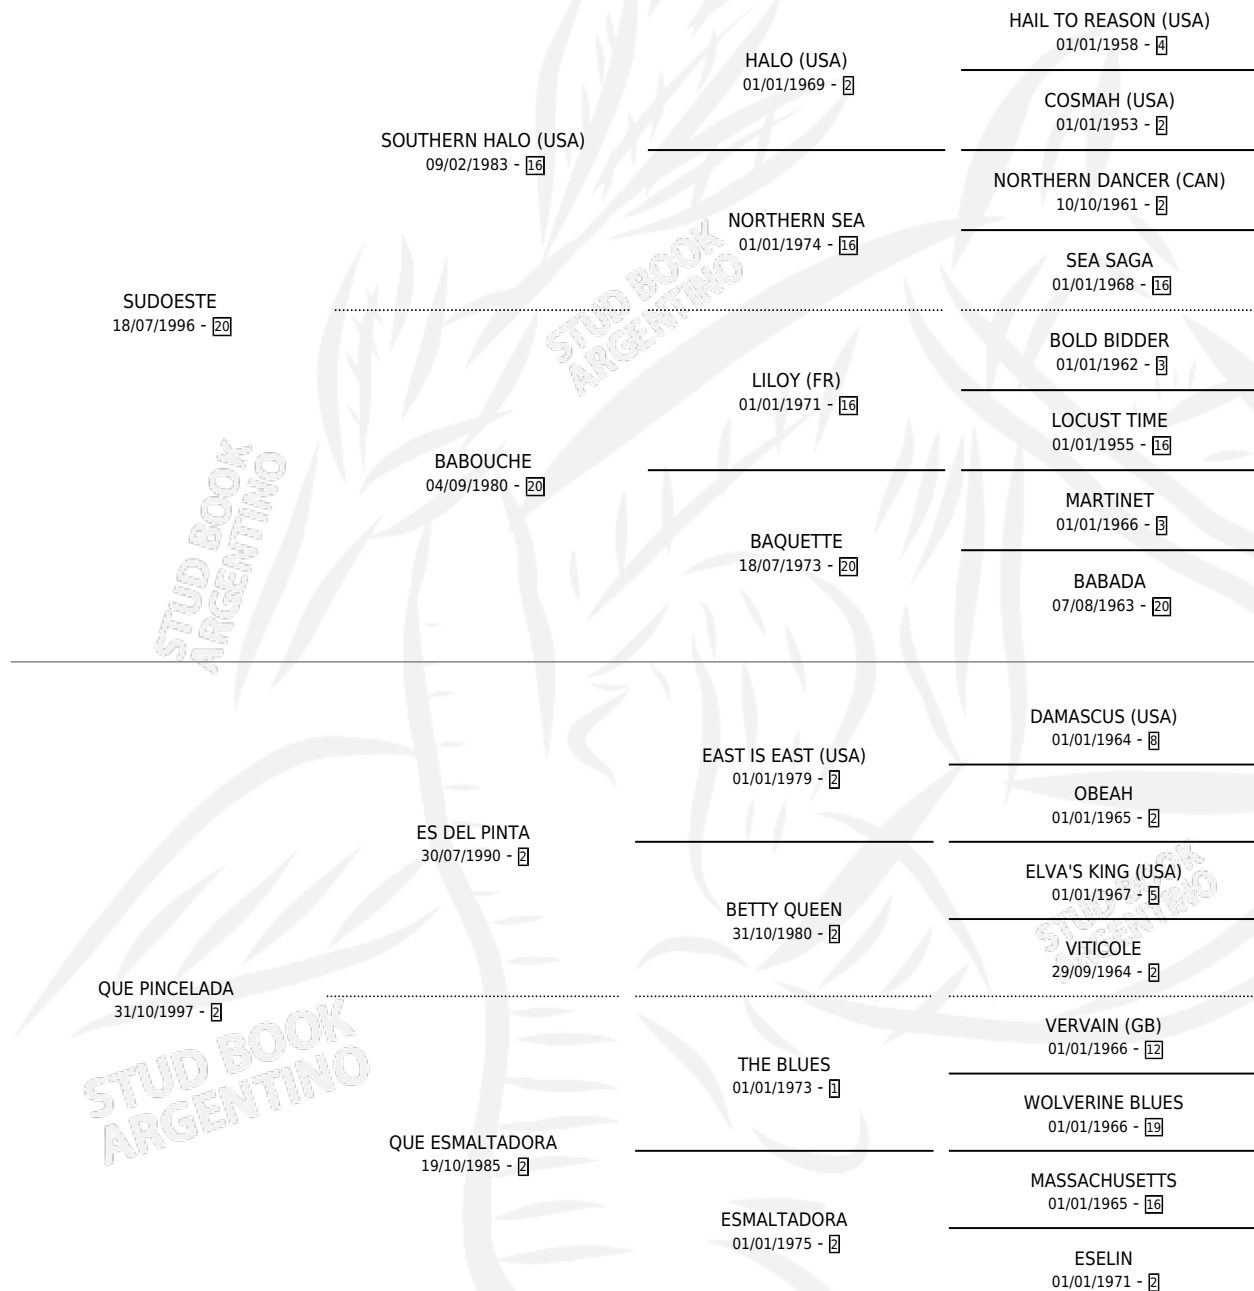 HAIL TO REASON (USA)
01/01/1958 - 4
HALO (USA)
01/01/1969 - 2
COSMAH (USA)
01/01/1953 - 2
SOUTHERN HALO (USA)
09/02/1983 - 16
NORTHERN DANCER (CAN)
10/10/1961 - 2
NORTHERN SEA
01/01/1974 - 16
SEA SAGA
01/01/1968 - 16
SUDOESTE
18/07/1996 - 20
STUD BOOK
ARGENTINO
BOLD BIDDER
01/01/1962 - 3
LILOY (FR)
01/01/1971 - 16
LOCUST TIME
01/01/1955 - 16
BABOUCHE
04/09/1980 - 20
MARTINET
01/01/1966 - 3
BAQUETTE
18/07/1973 - 20
BABADA
07/08/1963 - 20
STUD BOOK
ARGENTINO
DAMASCUS (USA)
01/01/1964 - 8
EAST IS EAST (USA)
01/01/1979 - 2
OBEAH
01/01/1965 - 2
ES DEL PINTA
30/07/1990 - 2
ELVA'S KING (USA)
01/01/1967 - 5
BETTY QUEEN
31/10/1980 - 2
VITICOLE
29/09/1964 - 2
STUD BOOK
ARGENTINO
QUE PINCELADA
31/10/1997 - 2
VERVAIN (GB)
01/01/1966 - 12
THE BLUES
01/01/1973 - 1
WOLVERINE BLUES
01/01/1966 - 19
STUD BOOK
ARGENTINO
QUE ESMALTADORA
19/10/1985 - 2
MASSACHUSETTS
01/01/1965 - 16
ESMALTADORA
01/01/1975 - 2
ESELIN
01/01/1971 - 2